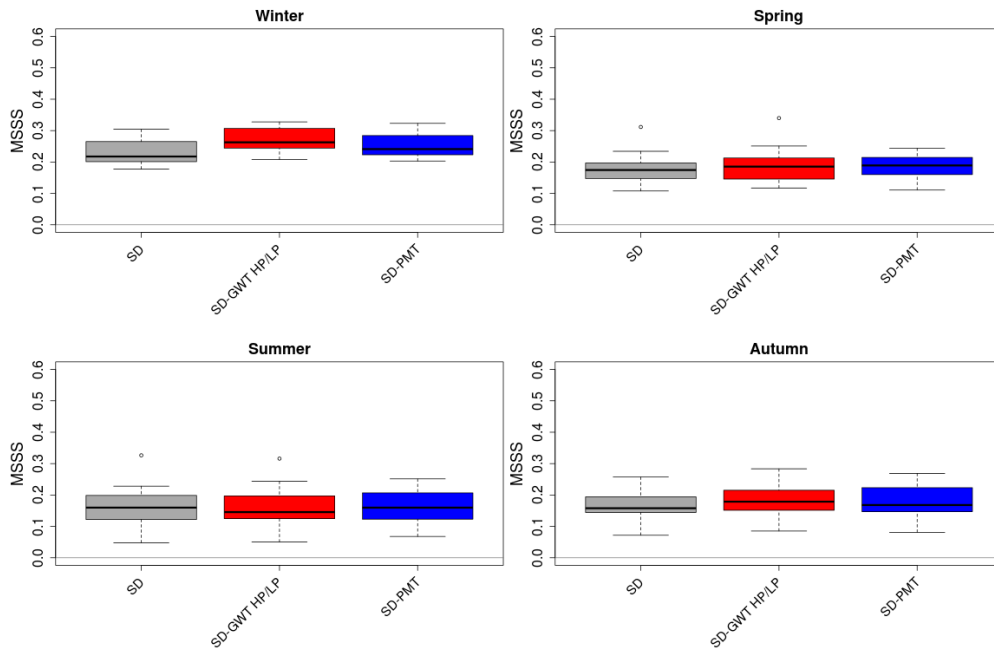 Winter
MSSS
0.6
0.5
0.4
0.3
0.2
0.1
0.0
SD
SD-GWT HP/LP
SD-PMT
Spring
MSSS
0.6
0.5
0.4
0.3
0.2
0.1
0.0
SD
SD-GWT HP/LP
SD-PMT
Summer
MSSS
0.6
0.5
0.4
0.3
0.2
0.1
0.0
SD
SD-GWT HP/LP
SD-PMT
Autumn
MSSS
0.6
0.5
0.4
0.3
0.2
0.1
0.0
SD
SD-GWT HP/LP
SD-PMT